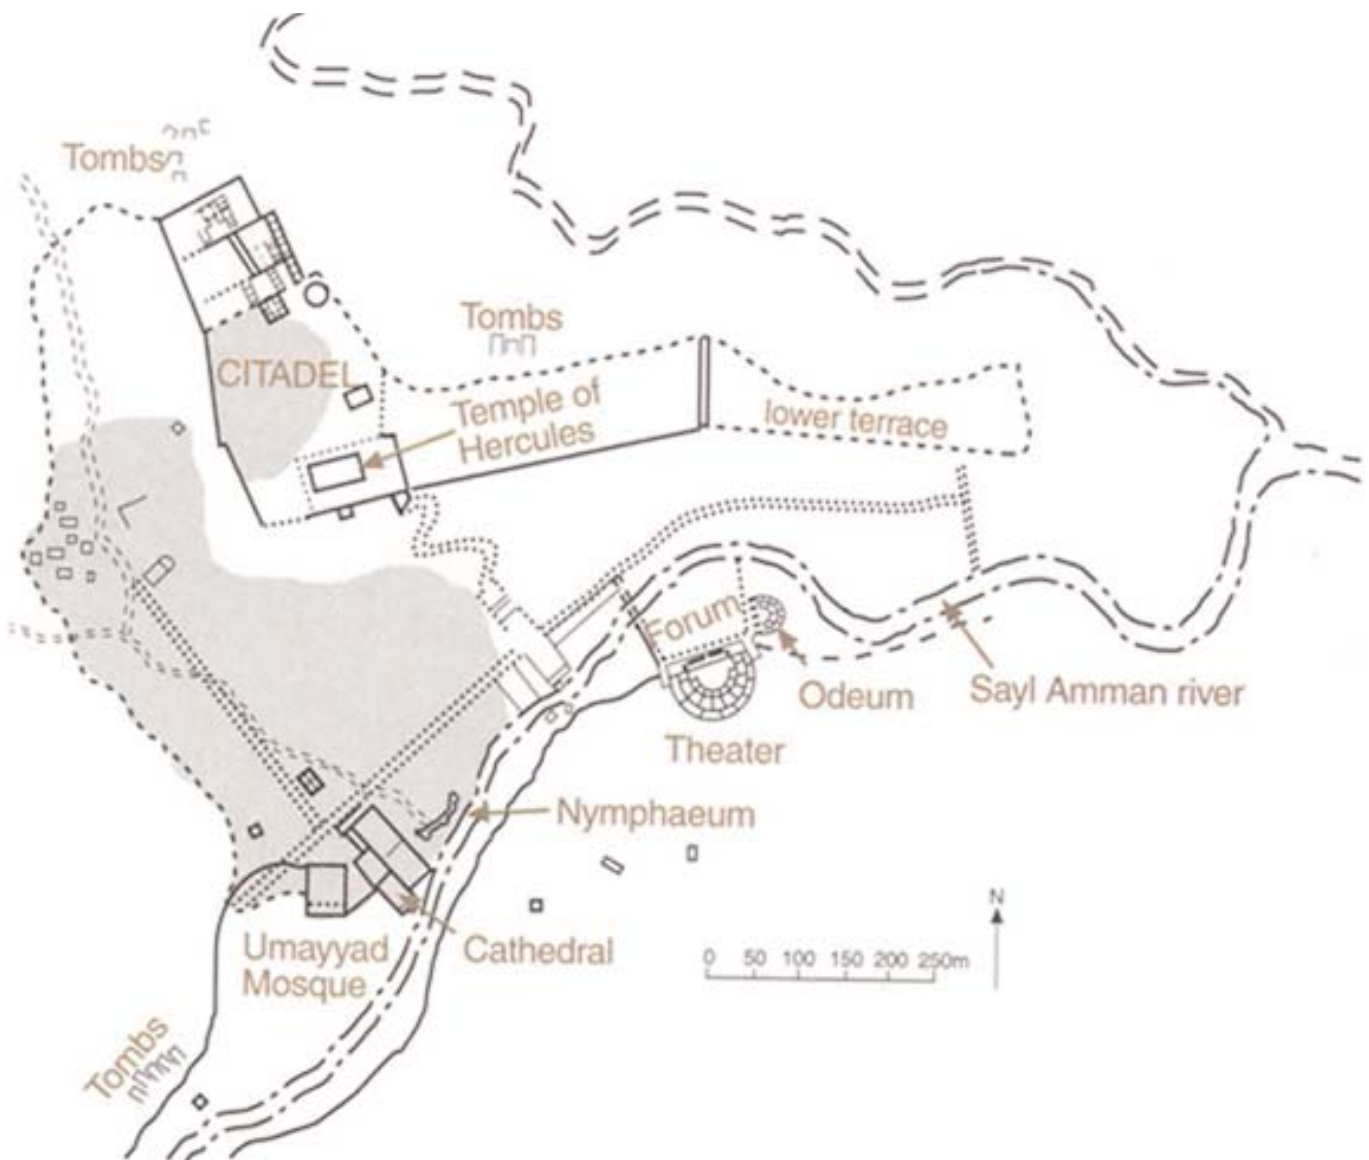 Tombs
Tombs
CITADEL
Temple of
Hercules
lower terrace
Forum
Odeum
Sayl Amman river
Theater
Nymphaeum
N
Umayyad
Mosque
Cathedral
0 50 100 150 200 250m
Tombs